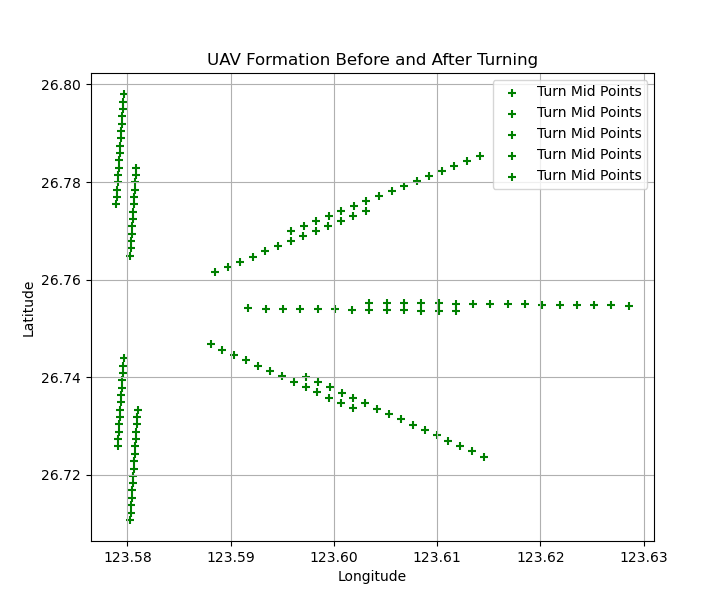 UAV Formation Before and After Turning
Turn Mid Points
Turn Mid Points
Turn Mid Points
Turn Mid Points
Turn Mid Points
26.80
26.78
26.76
26.74
26.72
Latitude
123.58 123.59 123.60 123.61 123.62 123.63
Longitude